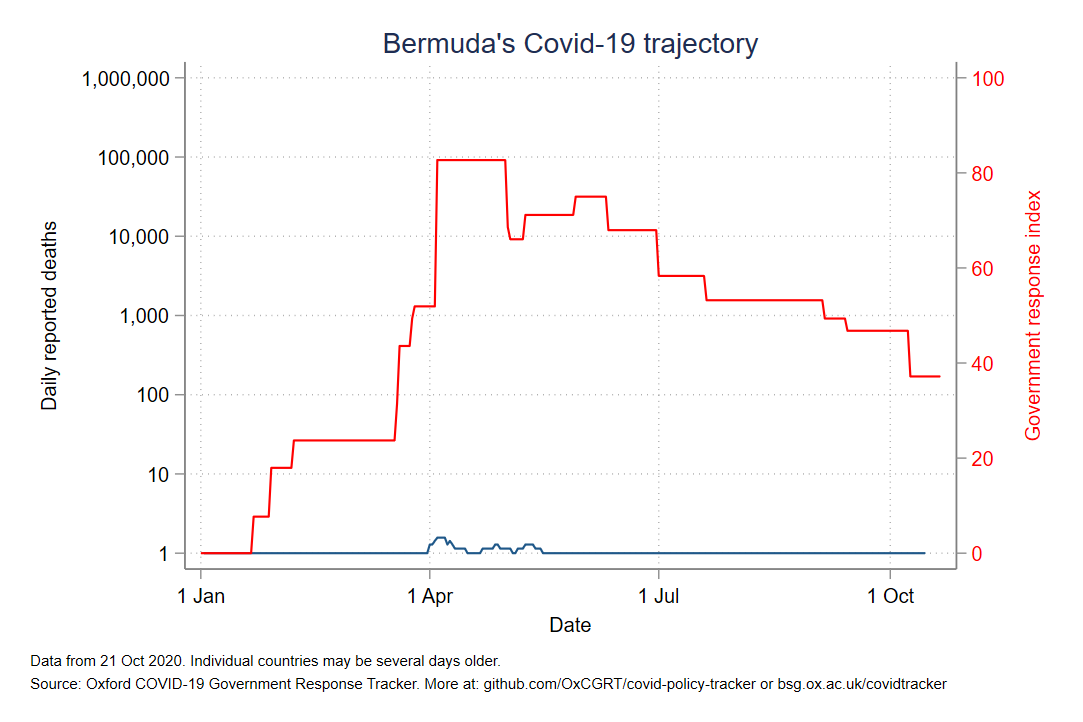 Bermuda's Covid-19 trajectory
1,000,000
100,000
10,000
1,000
100
10
1
Daily reported deaths
100
80
60
40
20
0
Government response index
1 Jan
1 Apr
1 Jul
1 Oct
Date
Data from 21 Oct 2020. Individual countries may be several days older.
Source: Oxford COVID-19 Government Response Tracker. More at: github.com/OxCGRT/covid-policy-tracker or bsg.ox.ac.uk/covidtracker